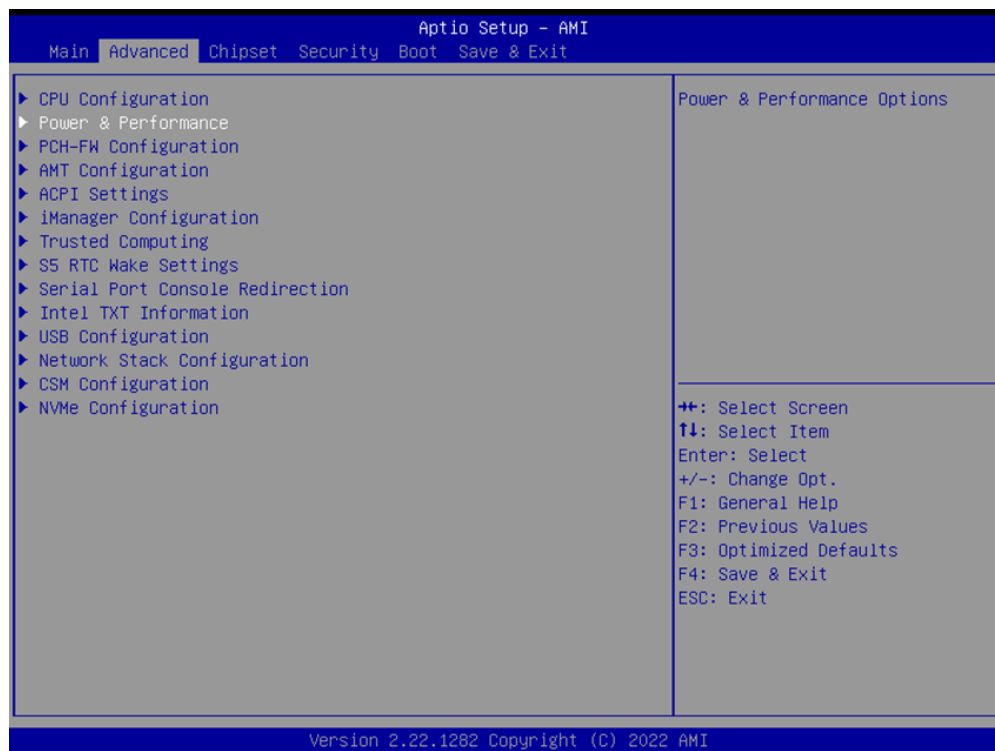 Aptio Setup – AMI
Main Advanced Chipset Security Boot Save & Exit
▶ CPU Configuration
▶ Power & Performance
▶ PCH-FW Configuration
▶ AMT Configuration
▶ ACPI Settings
▶ iManager Configuration
▶ Trusted Computing
▶ S5 RTC Wake Settings
▶ Serial Port Console Redirection
▶ Intel TXT Information
▶ USB Configuration
▶ Network Stack Configuration
▶ CSM Configuration
▶ NVMe Configuration
Power & Performance Options
→←: Select Screen
↑↓: Select Item
Enter: Select
+/-: Change Opt.
F1: General Help
F2: Previous Values
F3: Optimized Defaults
F4: Save & Exit
ESC: Exit
Version 2.22.1282 Copyright (C) 2022 AMI